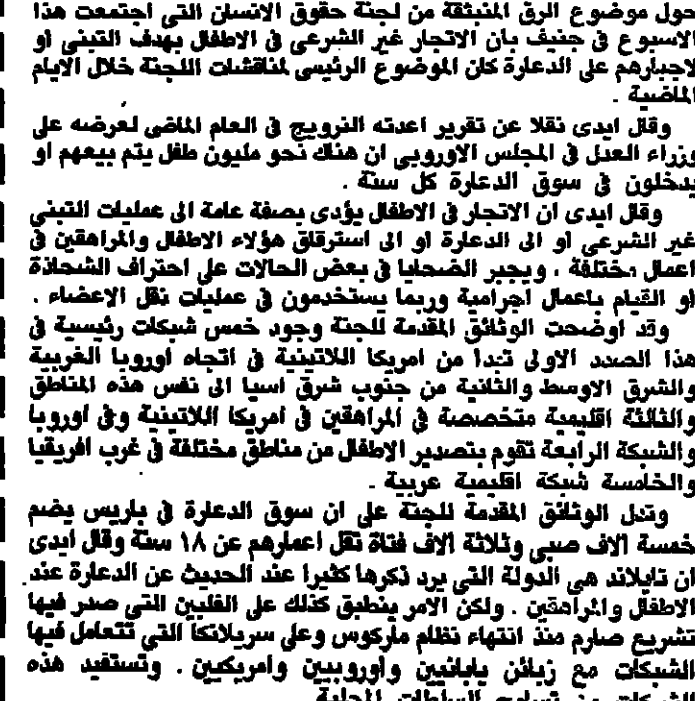 حول موضوع الرق المنبثقة من لجنة حقوق الانسان التى اجتمعت هذا
الاسبوع فى جنيف بان الاتجار غير الشرعى فى الاطفال بهدف التبنى او
لاجبارهم على الدعارة كان الموضوع الرئيسى لمناقشات اللجنة خلال الايام
الماضية .
وقال ايدى نقلا عن تقرير اعدته النرويج فى العام الماضى لعرضه على
وزراء العدل فى المجلس الاوروبى ان هناك نحو مليون طفل يتم بيعهم او
يدخلون فى سوق الدعارة كل سنة .
وقال ايدى ان الاتجار فى الاطفال يؤدى بصفة عامة الى عمليات التبنى
غير الشرعى او الى الدعارة او الى استرقاق هؤلاء الاطفال والمراهقين فى
اعمال مختلفة ، ويجبر الضحايا فى بعض الحالات على احتراف الشحاذة
او القيام باعمال اجرامية وربما يستخدمون فى عمليات نقل الاعضاء .
وقد اوضحت الوثائق المقدمة للجنة وجود خمس شبكات رئيسية فى
هذا الصدد الاولى تبدا من امريكا اللاتينية فى اتجاه اوروبا الغربية
والشرق الاوسط والثانية من جنوب شرق اسيا الى نفس هذه المناطق
والثالثة اقليمية متخصصة فى المراهقين فى امريكا اللاتينية وفى اوروبا
والشبكة الرابعة تقوم بتصدير الاطفال من مناطق مختلفة فى غرب افريقيا
والخامسة شبكة اقليمية عربية .
وتدل الوثائق المقدمة للجنة على ان سوق الدعارة فى باريس يضم
خمسة الاف صبى وثلاثة الاف فتاة تقل اعمارهم عن ١٨ سنة وقال ايدى
ان تايلاند هى الدولة التى يرد ذكرها كثيرا عند الحديث عن الدعارة عند
الاطفال والمراهقين . ولكن الامر ينطبق كذلك على الفلبين التى صدر فيها
تشريع صارم منذ انتهاء نظام ماركوس وعلى سريلانكا التى تتعامل فيها
الشبكات مع زبائن يابانيين واوروبيين وامريكيين . وتستفيد هذه
الشبكات من تسامح السلطات المحلية